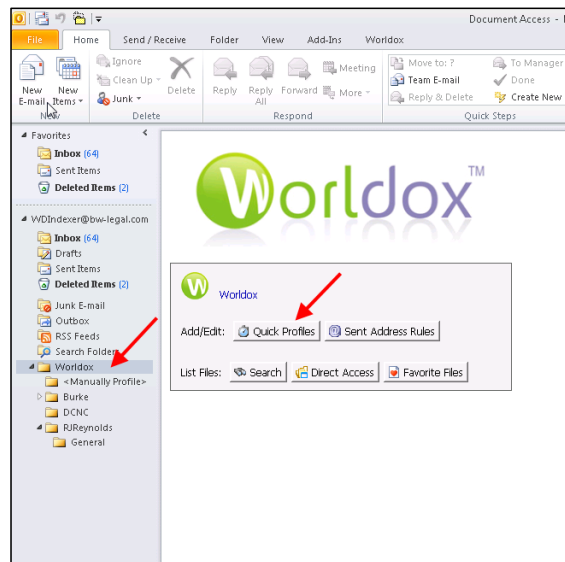 Document Access -
File Home Send / Receive Folder View Add-Ins Worldox
New E-mail
New Items
Ignore
Clean Up
Junk
Delete
Reply
Reply All
Forward
Meeting
More
Move to: ?
Team E-mail
Reply & Delete
To Manager
Done
Create New
New Delete Respond Quick Steps
Favorites
Inbox (64)
Sent Items
Deleted Items (2)
WDIndexer@bw-legal.com
Inbox (64)
Drafts
Sent Items
Deleted Items (2)
Junk E-mail
Outbox
RSS Feeds
Search Folders
Worldox
<Manually Profile>
Burke
DCNC
RJReynolds
General
Worldox™
W Worldox
Add/Edit: Quick Profiles Sent Address Rules
List Files: Search Direct Access Favorite Files